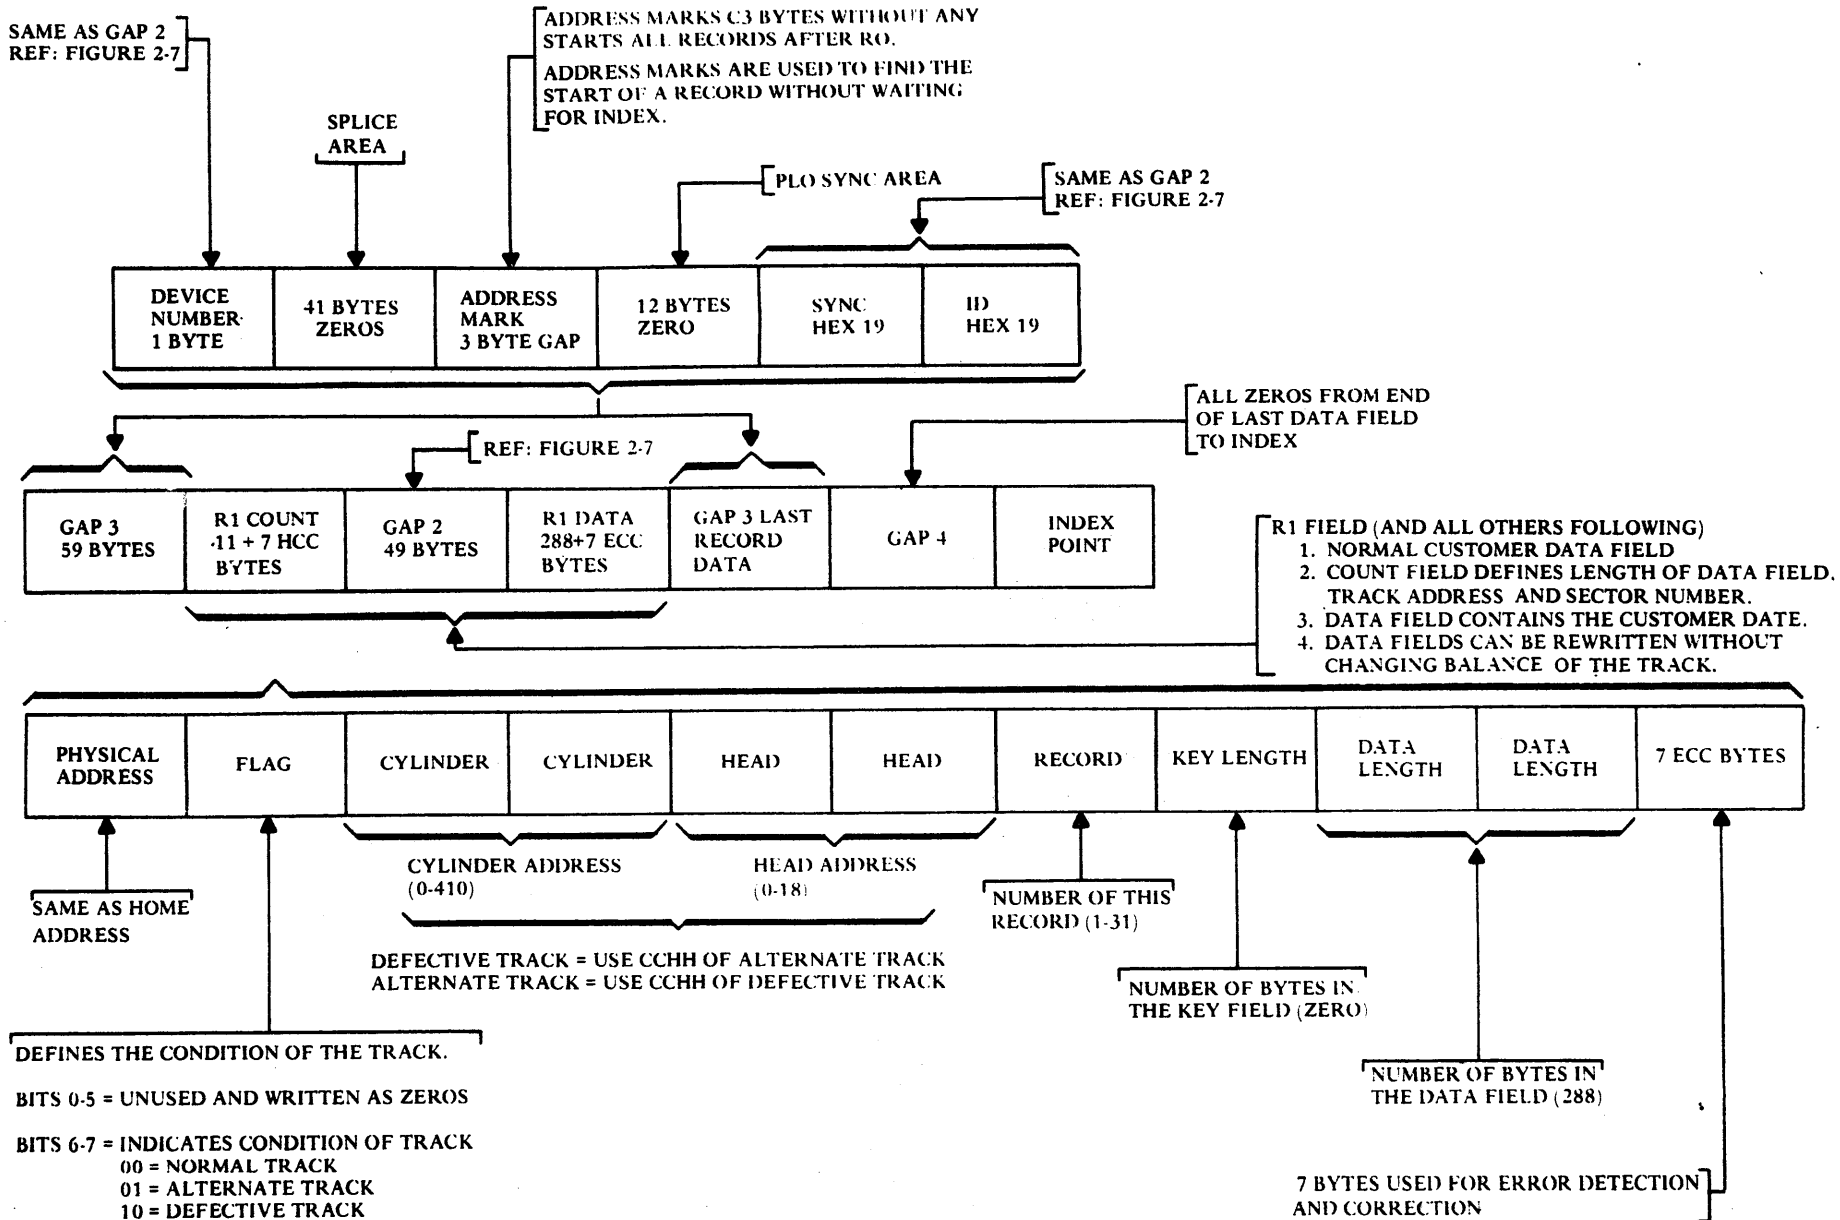 SAME AS GAP 2
REF: FIGURE 2-7
ADDRESS MARKS C3 BYTES WITHOUT ANY
STARTS ALL RECORDS AFTER RO.
ADDRESS MARKS ARE USED TO FIND THE
START OF A RECORD WITHOUT WAITING
FOR INDEX.
SPLICE
AREA
PLO SYNC AREA
SAME AS GAP 2
REF: FIGURE 2-7
DEVICE
NUMBER
1 BYTE
41 BYTES
ZEROS
ADDRESS
MARK
3 BYTE GAP
12 BYTES
ZERO
SYNC
HEX 19
ID
HEX 19
ALL ZEROS FROM END
OF LAST DATA FIELD
TO INDEX
REF: FIGURE 2-7
GAP 3
59 BYTES
R1 COUNT
11 + 7 HCC
BYTES
GAP 2
49 BYTES
R1 DATA
288+7 ECC
BYTES
GAP 3 LAST
RECORD
DATA
GAP 4
INDEX
POINT
R1 FIELD (AND ALL OTHERS FOLLOWING)
1. NORMAL CUSTOMER DATA FIELD
2. COUNT FIELD DEFINES LENGTH OF DATA FIELD.
TRACK ADDRESS AND SECTOR NUMBER.
3. DATA FIELD CONTAINS THE CUSTOMER DATE.
4. DATA FIELDS CAN BE REWRITTEN WITHOUT
CHANGING BALANCE OF THE TRACK.
PHYSICAL
ADDRESS
FLAG
CYLINDER
CYLINDER
HEAD
HEAD
RECORD
KEY LENGTH
DATA
LENGTH
DATA
LENGTH
7 ECC BYTES
CYLINDER ADDRESS
(0-410)
HEAD ADDRESS
(0-18)
SAME AS HOME
ADDRESS
NUMBER OF THIS
RECORD (1-31)
DEFECTIVE TRACK = USE CCHH OF ALTERNATE TRACK
ALTERNATE TRACK = USE CCHH OF DEFECTIVE TRACK
NUMBER OF BYTES IN
THE KEY FIELD (ZERO)
DEFINES THE CONDITION OF THE TRACK.
BITS 0-5 = UNUSED AND WRITTEN AS ZEROS
BITS 6-7 = INDICATES CONDITION OF TRACK
00 = NORMAL TRACK
01 = ALTERNATE TRACK
10 = DEFECTIVE TRACK
NUMBER OF BYTES IN
THE DATA FIELD (288)
7 BYTES USED FOR ERROR DETECTION
AND CORRECTION